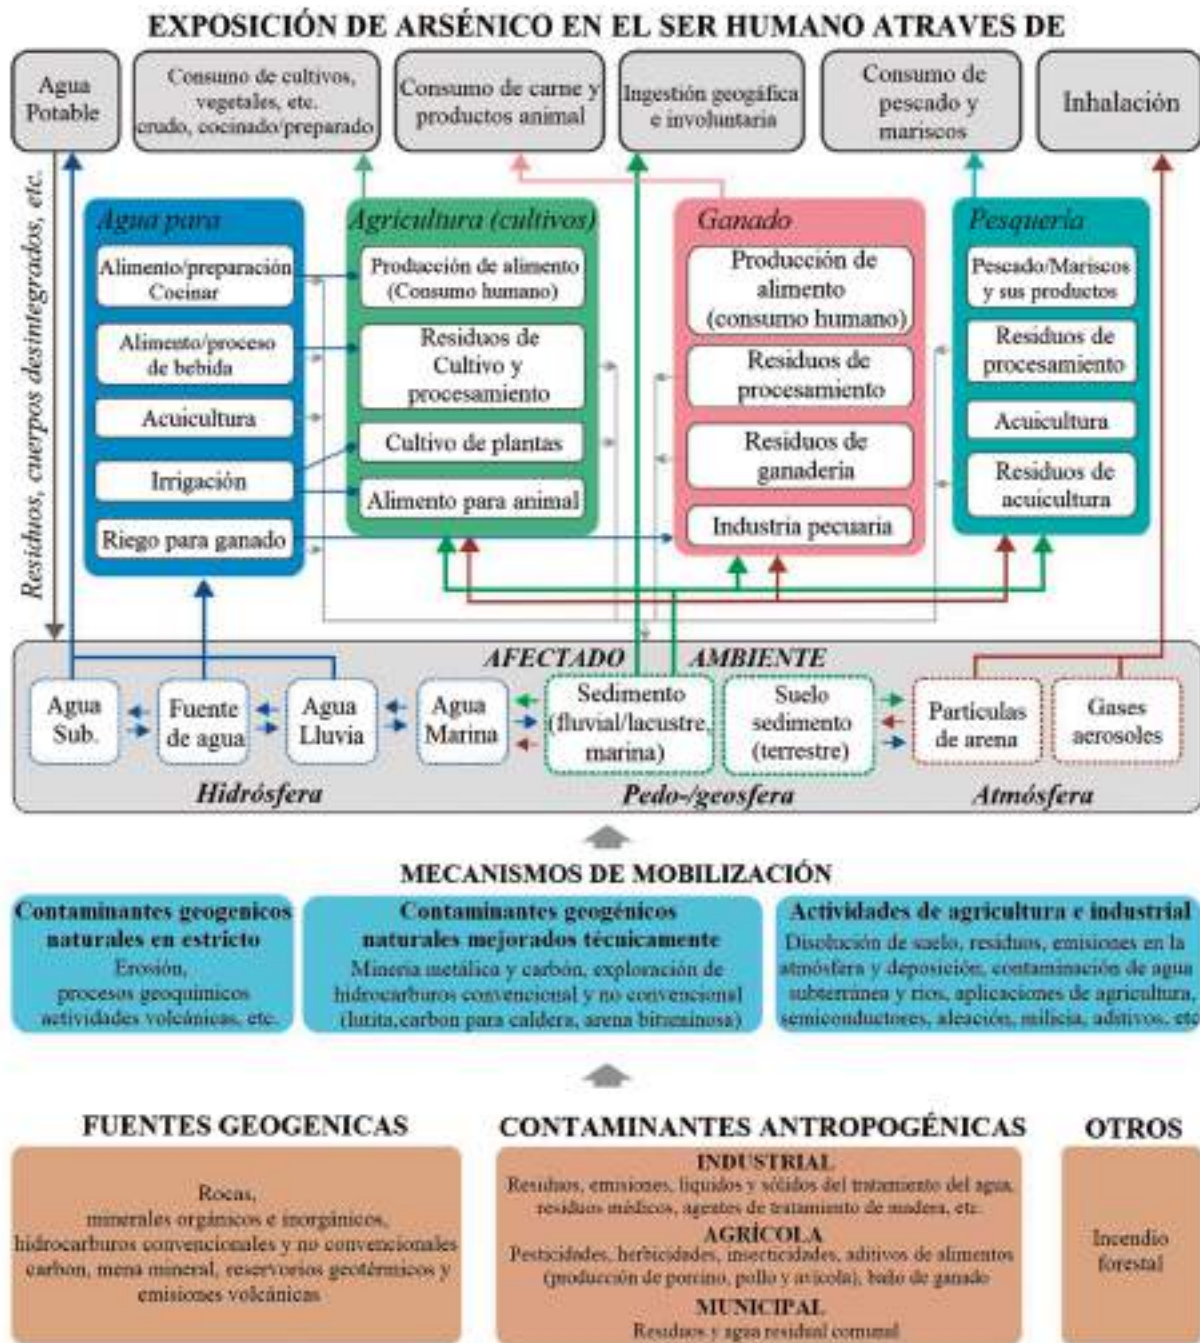 EXPOSICIÓN DE ARSÉNICO EN EL SER HUMANO ATRAVES DE
Agua
Potable
Consumo de cultivos,
vegetales, etc.
crudo, cocinado/preparado
Consumo de carne y
productos animal
Ingestión geogáfica
e involuntaria
Consumo de
pescado y
mariscos
Inhalación
Residuos, cuerpos desintegrados, etc.
Agua para
Alimento/preparación
Cocinar
Alimento/proceso
de bebida
Acuicultura
Irrigación
Riego para ganado
Agricultura (cultivos)
Producción de alimento
(Consumo humano)
Residuos de
Cultivo y
procesamiento
Cultivo de plantas
Alimento para animal
Ganado
Producción de
alimento
(consumo humano)
Residuos de
procesamiento
Residuos de
ganadería
Industria pecuaria
Pesquería
Pescado/Mariscos
y sus productos
Residuos de
procesamiento
Acuicultura
Residuos de
acuicultura
AFECTADO AMBIENTE
Agua
Sub.
Fuente
de agua
Agua
Lluvia
Agua
Marina
Sedimento
(fluvial/lacustre,
marina)
Suelo
sedimento
(terrestre)
Partículas
de arena
Gases
aerosoles
Hidrósfera
Pedo-/geosfera
Atmósfera
MECANISMOS DE MOBILIZACIÓN
Contaminantes geogenicos
naturales en estricto
Erosión,
procesos geoquímicos
actividades volcánicas, etc.
Contaminantes geogénicos
naturales mejorados técnicamente
Minería metálica y carbón, exploración de
hidrocarburos convencional y no convencional
(lutita,carbon para caldera, arena bituminosa)
Actividades de agricultura e industrial
Disolución de suelo, residuos, emisiones en la
atmósfera y deposición, contaminación de agua
subterránea y rios, aplicaciones de agricultura,
semiconductores, aleación, milicia, aditivos, etc
FUENTES GEOGENICAS
Rocas,
minerales orgánicos e inorgánicos,
hidrocarburos convencionales y no convencionales
carbon, mena mineral, reservorios geotérmicos y
emisiones volcánicas
CONTAMINANTES ANTROPOGÉNICOS
INDUSTRIAL
Residuos, emisiones, liquidos y sólidos del tratamiento del agua,
residuos médicos, agentes de tratamiento de madera, etc.
AGRÍCOLA
Pesticidades, herbicidades, insecticidades, aditivos de alimentos
(producción de porcino, pollo y avícola), baño de ganado
MUNICIPAL
Residuos y agua residual comunal
OTROS
Incendio
forestal